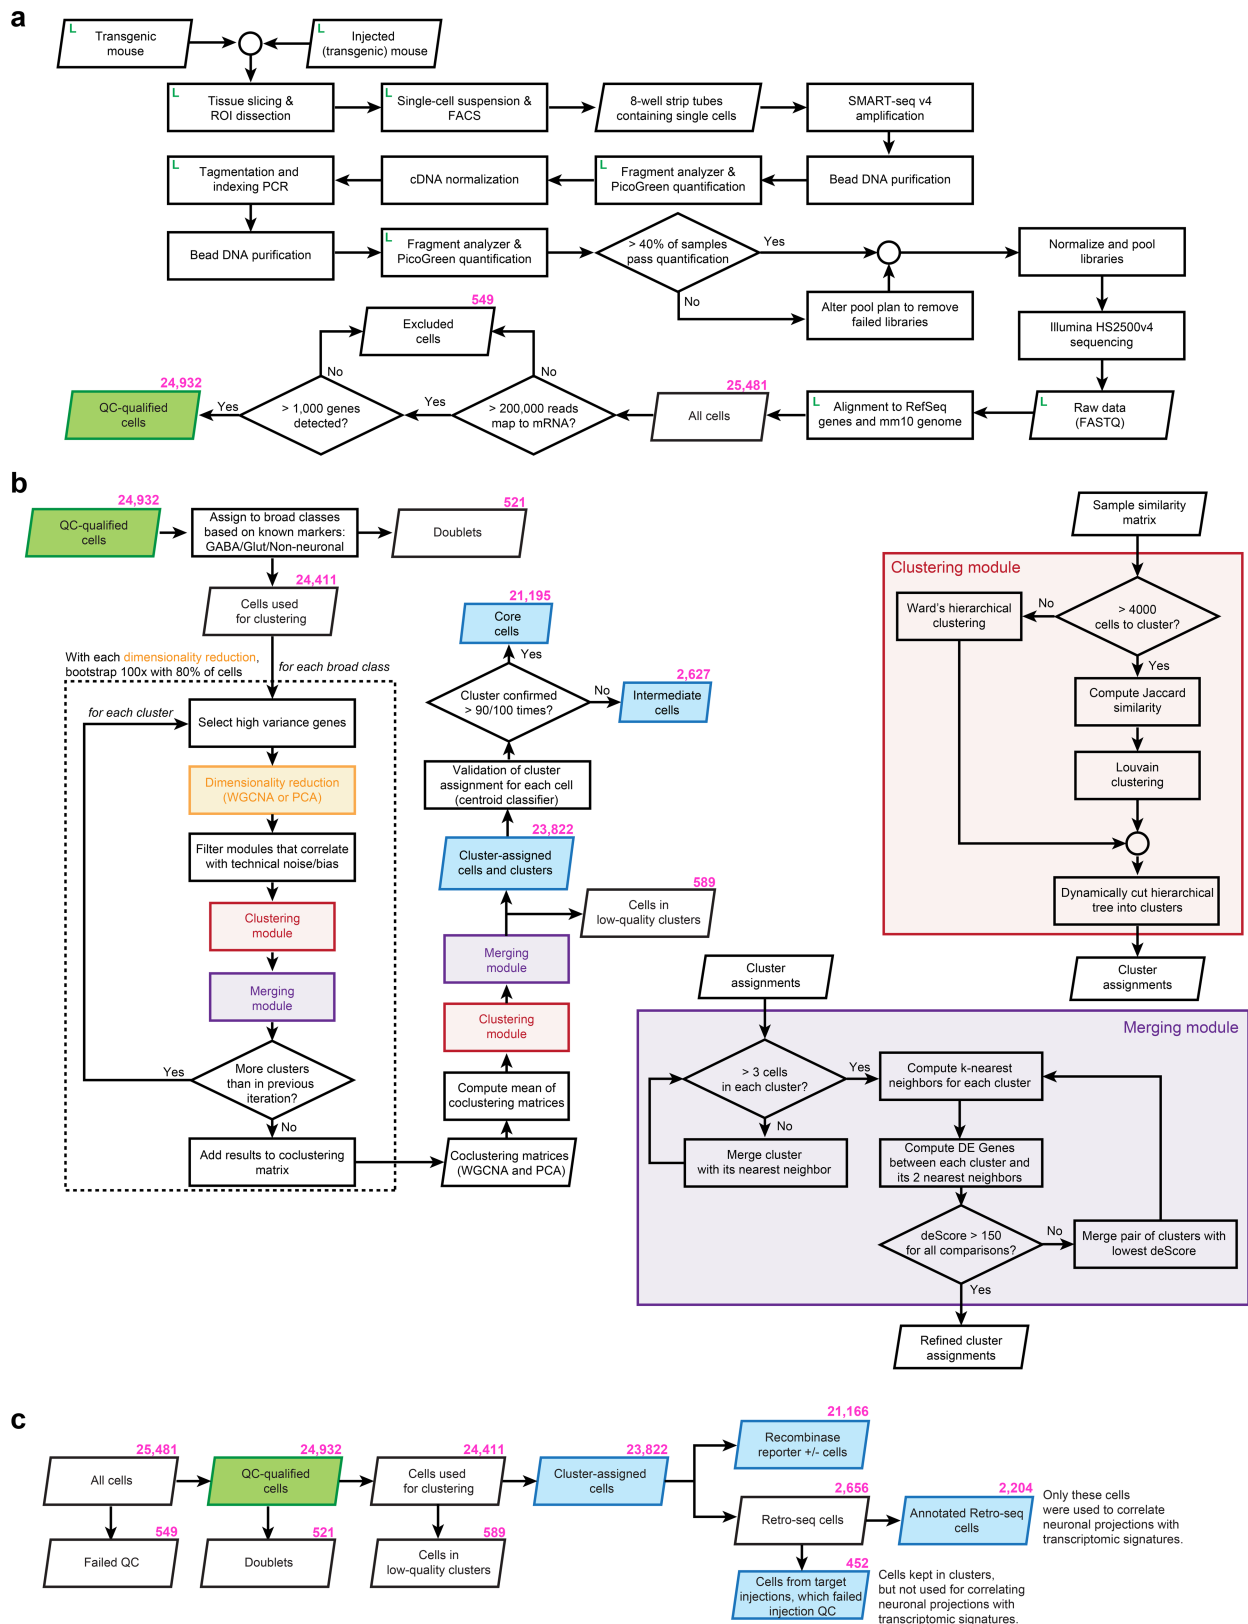 a
L
Transgenic
mouse
L
Injected
(transgenic) mouse
L
Tissue slicing &
ROI dissection
L
Single-cell suspension &
FACS
8-well strip tubes
containing single cells
SMART-seq v4
amplification
L
Tagmentation and
indexing PCR
cDNA normalization
L
Fragment analyzer &
PicoGreen quantification
Bead DNA purification
Bead DNA purification
L
Fragment analyzer &
PicoGreen quantification
> 40% of samples
pass quantification
Yes
No
Alter pool plan to remove
failed libraries
Normalize and pool
libraries
Illumina HS2500v4
sequencing
549
Excluded
cells
No
No
24,932
QC-qualified
cells
Yes
> 1,000 genes
detected?
Yes
> 200,000 reads
map to mRNA?
25,481
All cells
L
Alignment to RefSeq
genes and mm10 genome
L
Raw data
(FASTQ)
b
24,932
QC-qualified
cells
Assign to broad classes
based on known markers:
GABA/Glut/Non-neuronal
521
Doublets
24,411
Cells used
for clustering
With each dimensionality reduction,
bootstrap 100x with 80% of cells
for each broad class
for each cluster
Select high variance genes
Dimensionality reduction
(WGCNA or PCA)
Filter modules that correlate
with technical noise/bias
Clustering
module
Merging
module
Yes
More clusters
than in previous
iteration?
No
Add results to coclustering
matrix
21,195
Core
cells
Yes
Cluster confirmed
> 90/100 times?
No
2,627
Intermediate
cells
Validation of cluster
assignment for each cell
(centroid classifier)
23,822
Cluster-assigned
cells and clusters
589
Cells in
low-quality clusters
Merging
module
Clustering
module
Compute mean of
coclustering matrices
Coclustering matrices
(WGCNA and PCA)
Sample similarity
matrix
Clustering module
Ward's hierarchical
clustering
No
> 4000
cells to cluster?
Yes
Compute Jaccard
similarity
Louvain
clustering
Dynamically cut hierarchical
tree into clusters
Cluster
assignments
Cluster
assignments
Merging module
> 3 cells
in each cluster?
Yes
No
Merge cluster
with its nearest neighbor
Compute k-nearest
neighbors for each cluster
Compute DE Genes
between each cluster and
its 2 nearest neighbors
deScore > 150
for all comparisons?
No
Merge pair of clusters with
lowest deScore
Yes
Refined cluster
assignments
c
25,481
All cells
24,932
QC-qualified
cells
24,411
Cells used
for clustering
23,822
Cluster-assigned
cells
549
Failed QC
521
Doublets
589
Cells in
low-quality clusters
21,166
Recombinase
reporter +/- cells
2,656
Retro-seq cells
2,204
Annotated Retro-seq
cells
Only these cells
were used to correlate
neuronal projections with
transcriptomic signatures.
452
Cells from target
injections, which failed
injection QC
Cells kept in clusters,
but not used for correlating
neuronal projections with
transcriptomic signatures.